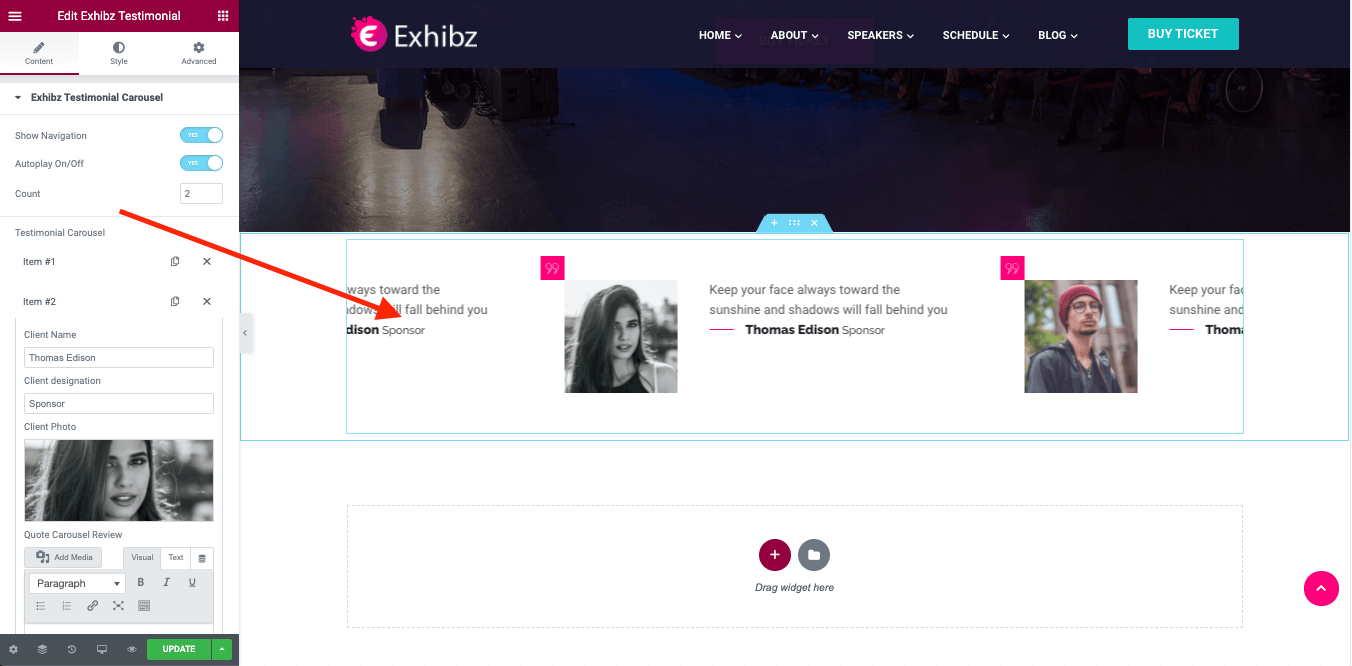 Edit Exhibz Testimonial
Content
Style
Advanced
Exhibz Testimonial Carousel
Show Navigation
YES
Autoplay On/Off
YES
Count
2
Testimonial Carousel
Item #1
Item #2
Client Name
Thomas Edison
Client designation
Sponsor
Client Photo
Quote Carousel Review
Add Media
Visual
Text
Paragraph
B
I
U
UPDATE
Exhibz
HOME
ABOUT
SPEAKERS
SCHEDULE
BLOG
BUY TICKET
BUY TICKET
ways toward the
adows will fall behind you
dison Sponsor
Keep your face always toward the
sunshine and shadows will fall behind you
Thomas Edison Sponsor
Keep your fac
sunshine and
Thoma
Drag widget here